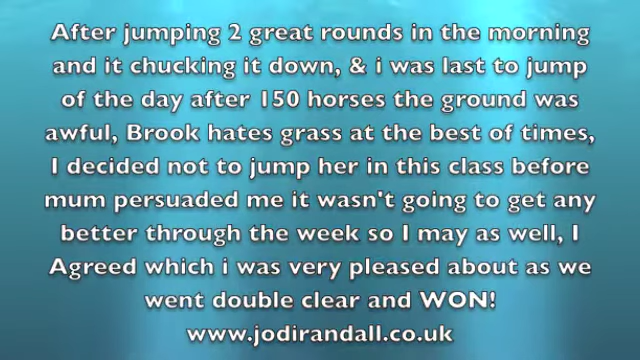 After jumping 2 great rounds in the morning
and it chucking it down, & i was last to jump
of the day after 150 horses the ground was
awful, Brook hates grass at the best of times,
I decided not to jump her in this class before
mum persuaded me it wasn't going to get any
better through the week so I may as well, I
Agreed which i was very pleased about as we
went double clear and WON!
www.jodirandall.co.uk